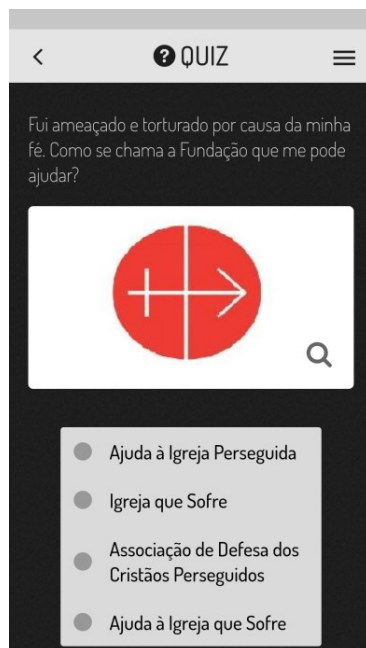 QUIZ
Fui ameaçado e torturado por causa da minha
fé. Como se chama a Fundação que me pode
ajudar?
Ajuda à Igreja Perseguida
Igreja que Sofre
Associação de Defesa dos
Cristãos Perseguidos
Ajuda à Igreja que Sofre